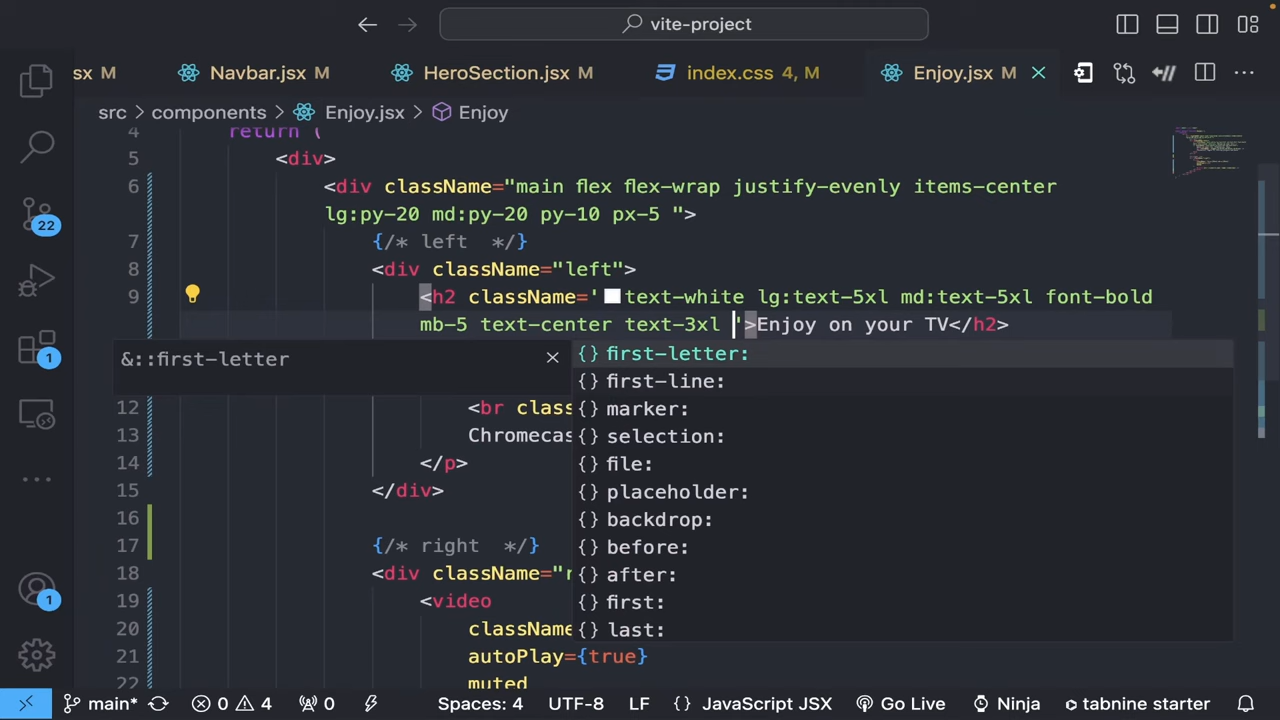 vite-project
sx M
Navbar.jsx M
HeroSection.jsx M
index.css 4, M
Enjoy.jsx M
src > components > Enjoy.jsx > Enjoy
4 return (
5 <div>
6 <div className="main flex flex-wrap justify-evenly items-center
lg:py-20 md:py-20 py-10 px-5 ">
7 {/* left  */}
8 <div className="left">
9 <h2 className='text-white lg:text-5xl md:text-5xl font-bold
mb-5 text-center text-3xl '>Enjoy on your TV</h2>
&::first-letter
{} first-letter:
{} first-line:
{} marker:
{} selection:
{} file:
{} placeholder:
{} backdrop:
{} before:
{} after:
{} first:
{} last:
12 <br class
13 Chromecas
14 </p>
15 </div>
16
17 {/* right  */}
18 <div className="r
19 <video
20 className
21 autoPlay={true}
22 muted
22
1
1
main*
0 4
0
Spaces: 4
UTF-8
LF
{} JavaScript JSX
Go Live
Ninja
tabnine starter